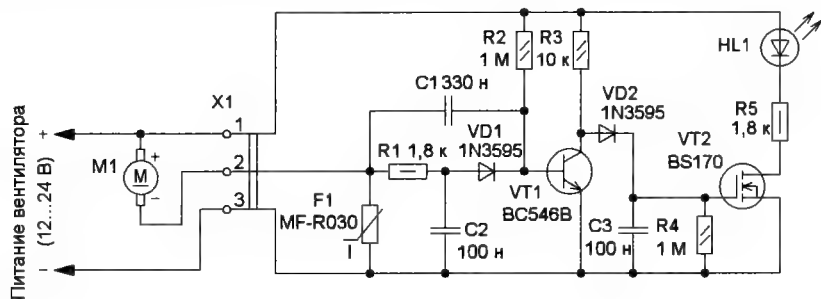 Питание вентилятора
(12...24 В)
+
−
М1
M
+
−
X1
1
2
3
F1
MF-R030
I
R1 1,8 к
C1 330 н
C2
100 н
VD1
1N3595
R2
1 М
R3
10 к
VT1
BC546B
VD2
1N3595
C3
100 н
R4
1 М
VT2
BS170
HL1
R5
1,8 к